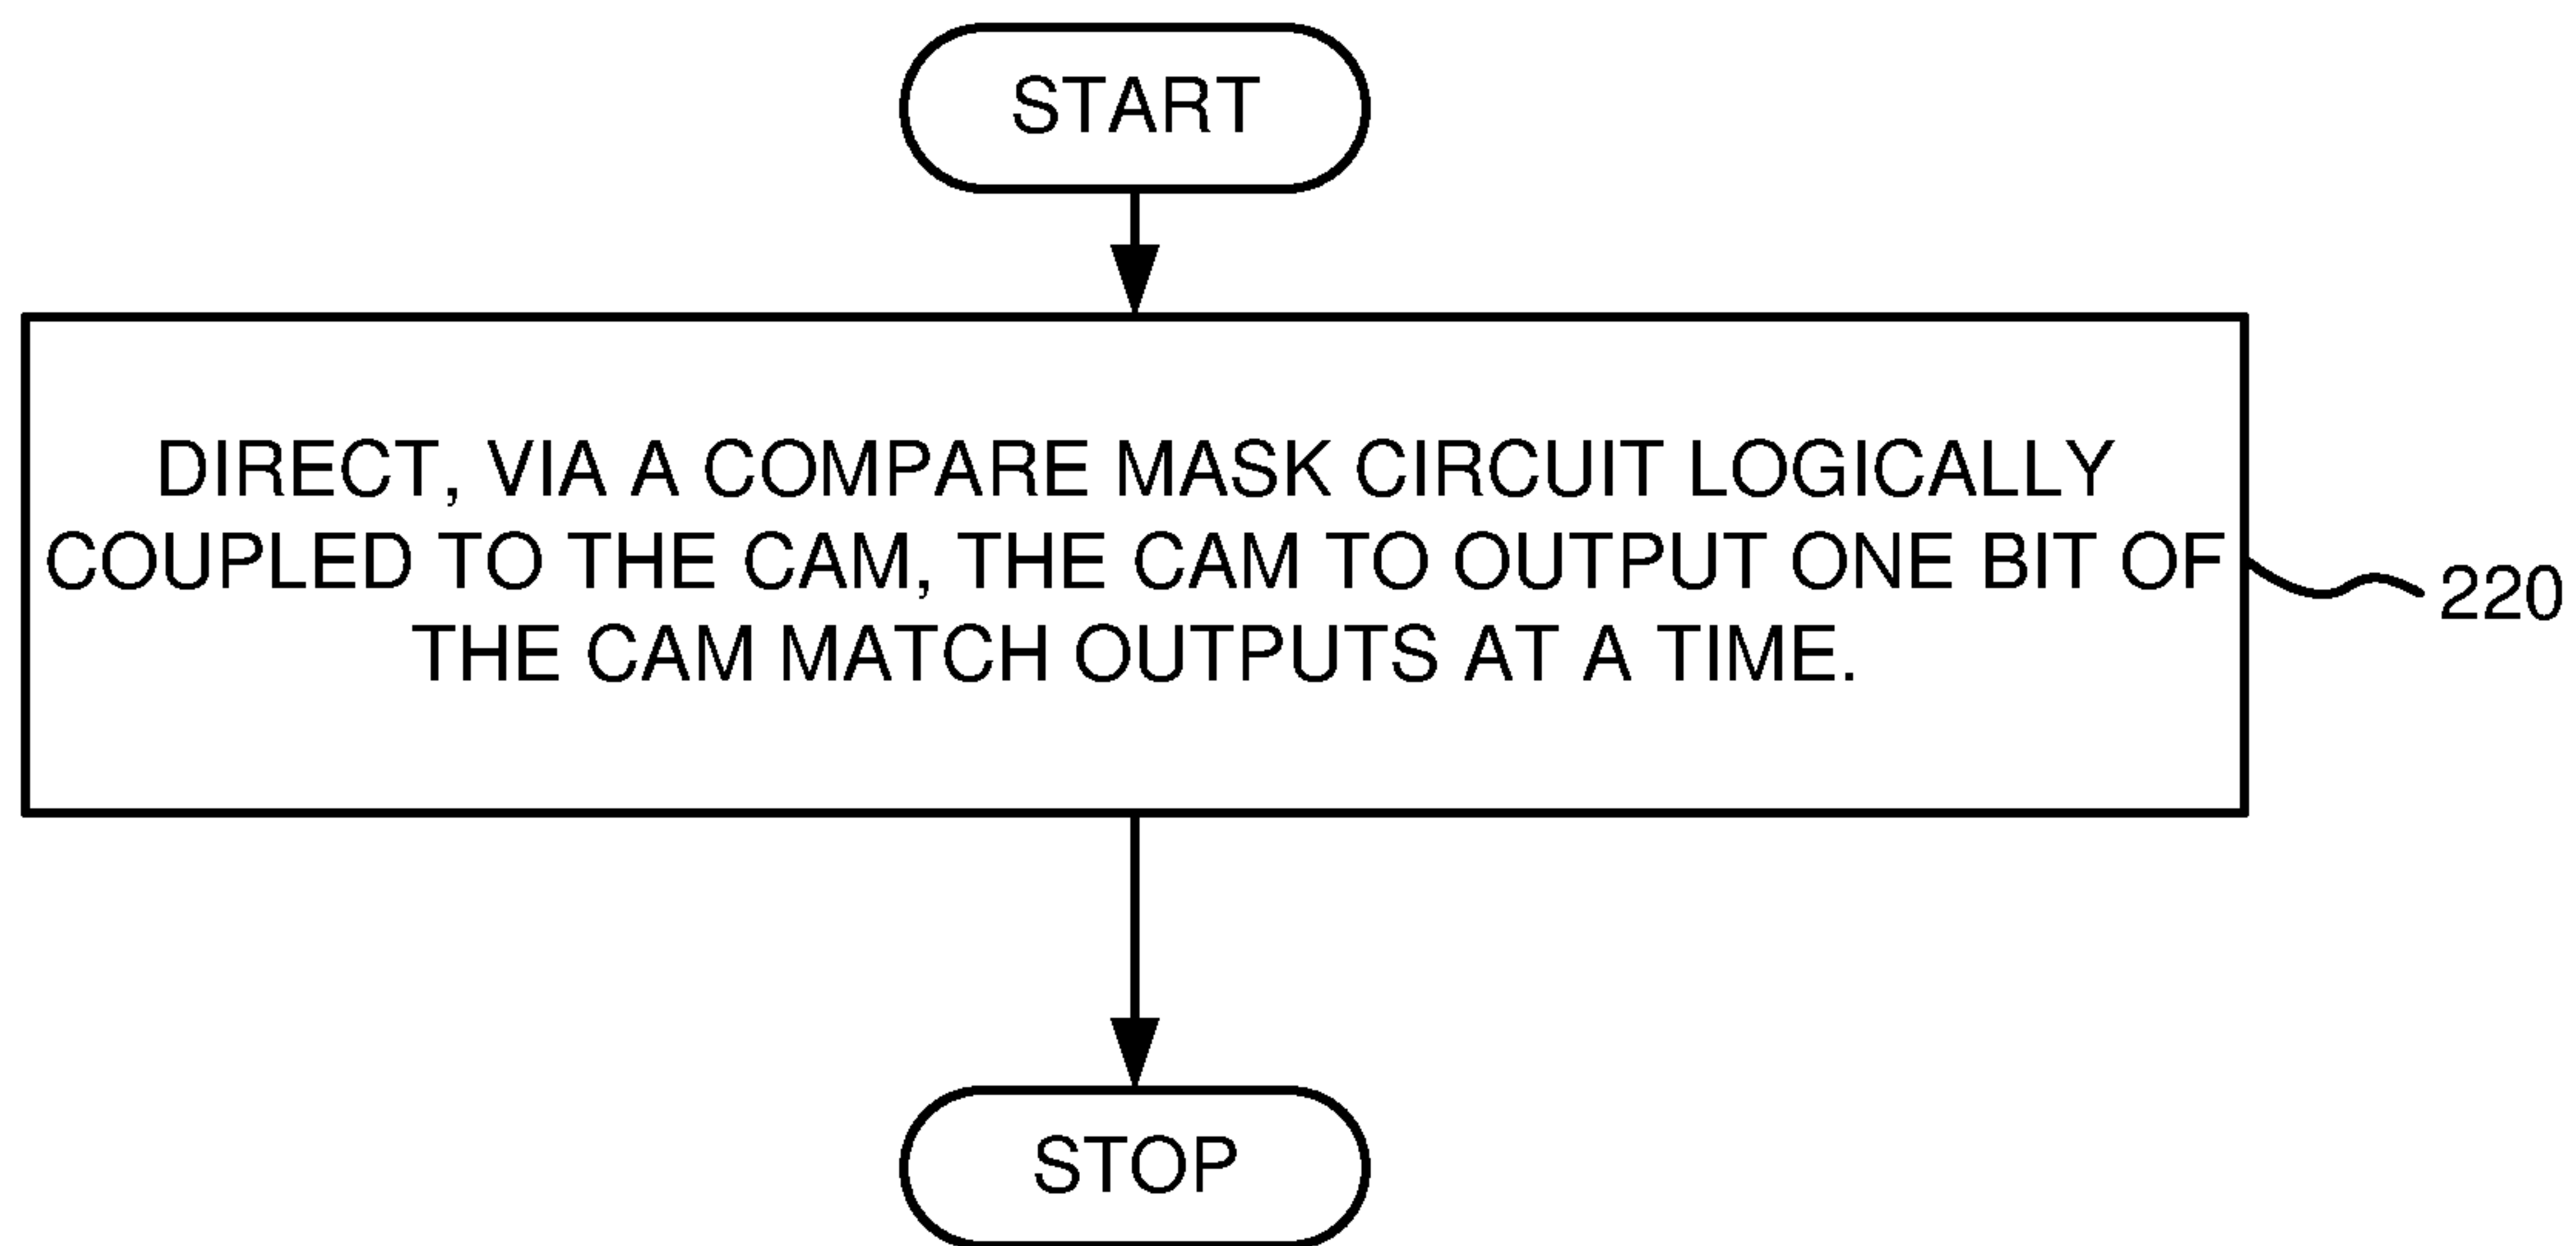 START
DIRECT, VIA A COMPARE MASK CIRCUIT LOGICALLY
COUPLED TO THE CAM, THE CAM TO OUTPUT ONE BIT OF
THE CAM MATCH OUTPUTS AT A TIME.
220
STOP